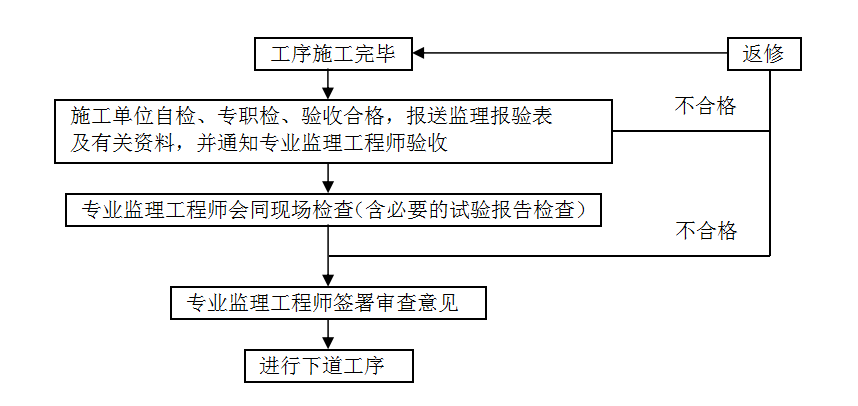 工序施工完毕
返修
施工单位自检、专职检、验收合格，报送监理报验表
及有关资料，并通知专业监理工程师验收
不合格
专业监理工程师会同现场检查（含必要的试验报告检查）
不合格
专业监理工程师签署审查意见
进行下道工序